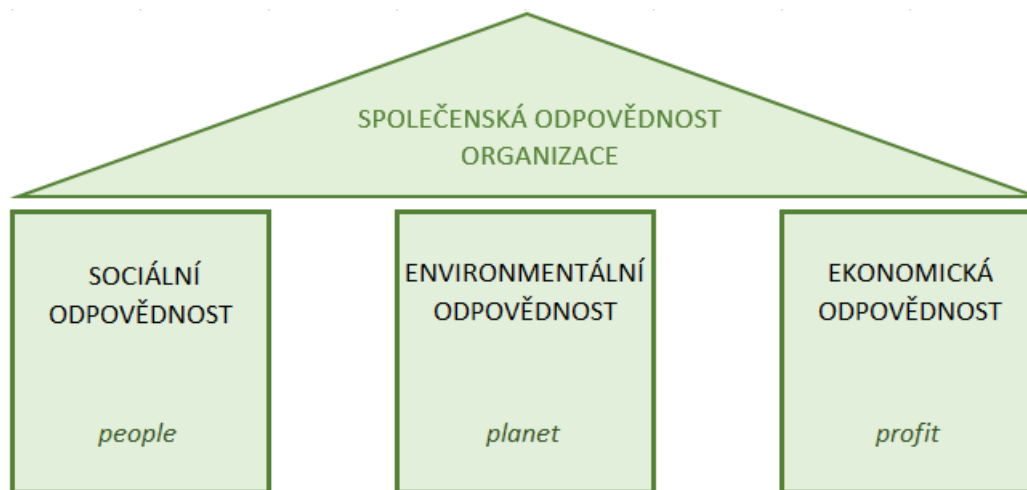 SPOLEČENSKÁ ODPOVĚDNOST
ORGANIZACE
SOCIÁLNÍ
ODPOVĚDNOST
people
ENVIRONMENTÁLNÍ
ODPOVĚDNOST
planet
EKONOMICKÁ
ODPOVĚDNOST
profit